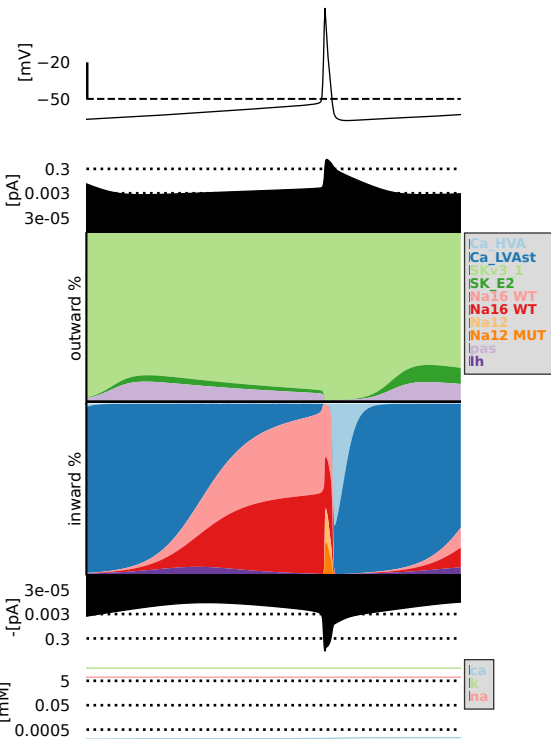 [mV]
−20
−50
[pA]
0.3
0.003
3e-05
outward %
Ca_HVA
Ca_LVAst
SKv3_1
SK_E2
Na16 WT
Na16 WT
Na12
Na12 MUT
pas
Ih
inward %
-[pA]
3e-05
0.003
0.3
[mM]
5
0.05
0.0005
ca
k
na